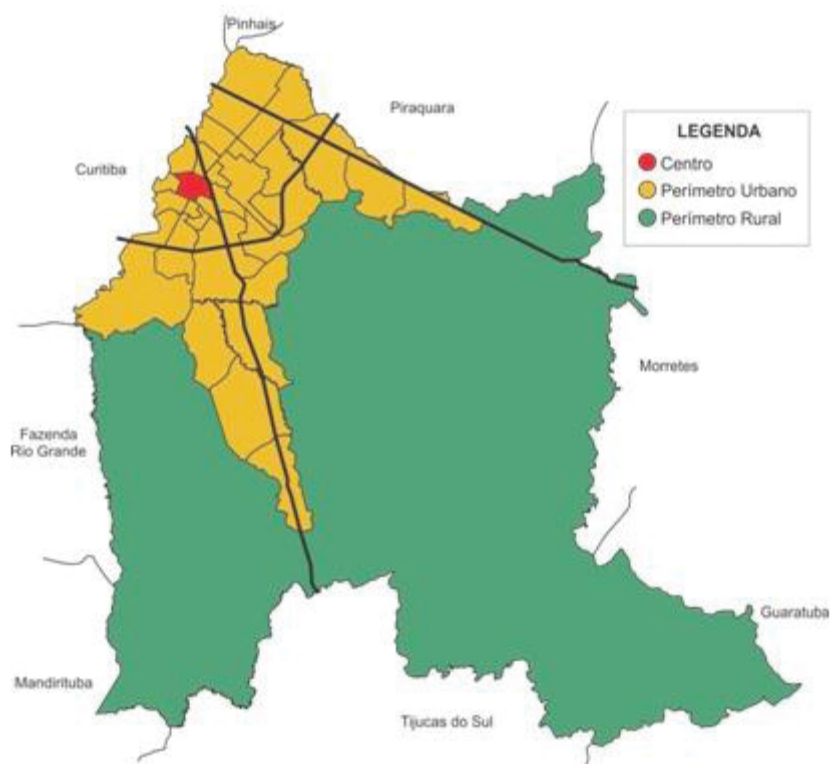 Pinhais
Piraquara
Curitiba
LEGENDA
Centro
Perímetro Urbano
Perímetro Rural
Morretes
Fazenda
Rio Grande
Guaratuba
Mandirituba
Tijucas do Sul